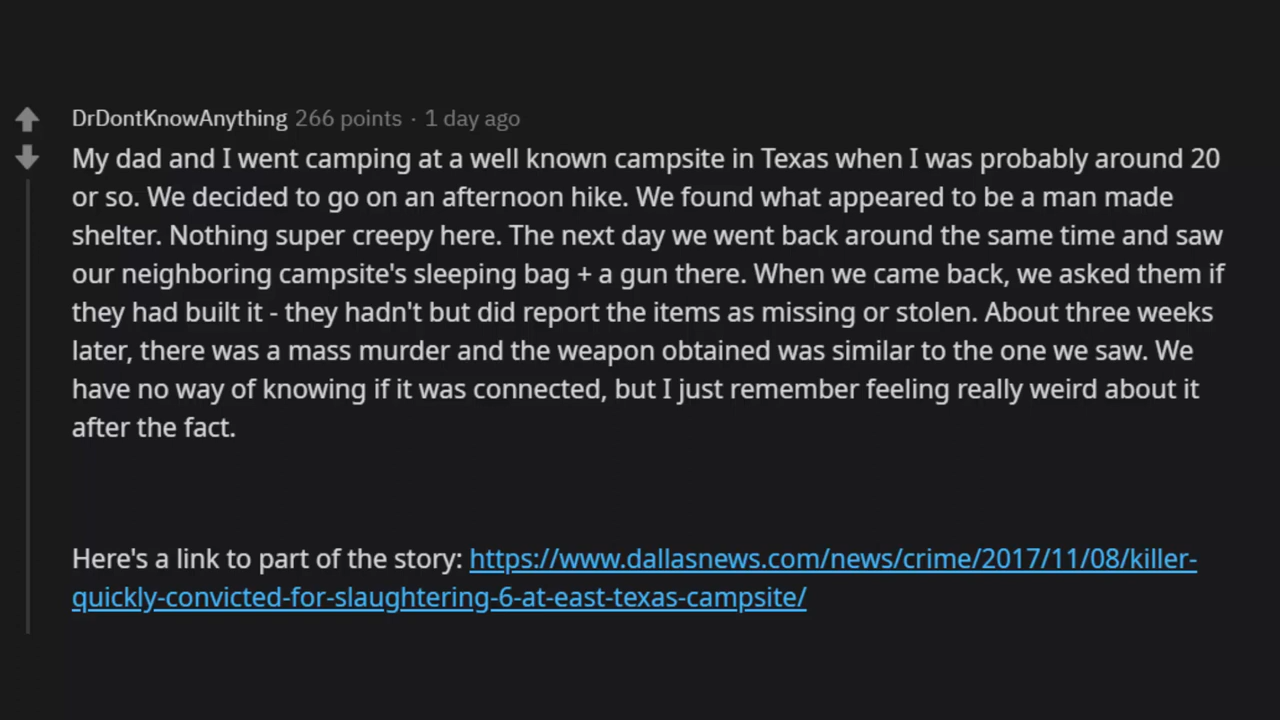 DrDontKnowAnything 266 points · 1 day ago
My dad and I went camping at a well known campsite in Texas when I was probably around 20
or so. We decided to go on an afternoon hike. We found what appeared to be a man made
shelter. Nothing super creepy here. The next day we went back around the same time and saw
our neighboring campsite's sleeping bag + a gun there. When we came back, we asked them if
they had built it - they hadn't but did report the items as missing or stolen. About three weeks
later, there was a mass murder and the weapon obtained was similar to the one we saw. We
have no way of knowing if it was connected, but I just remember feeling really weird about it
after the fact.
Here's a link to part of the story: https://www.dallasnews.com/news/crime/2017/11/08/killer-
quickly-convicted-for-slaughtering-6-at-east-texas-campsite/